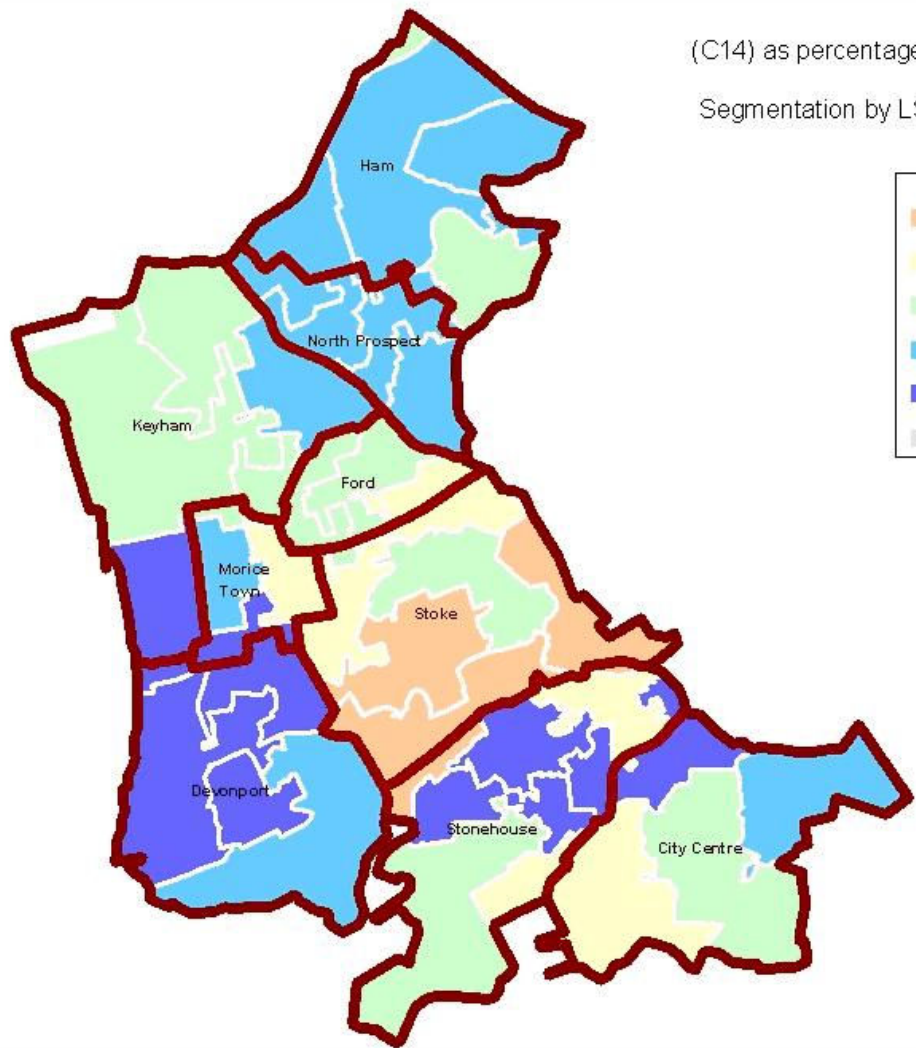 (C14) as percentage
Segmentation by LS
Ham
North Prospect
Keyham
Ford
Morice
Town
Stoke
Devonport
Stonehouse
City Centre